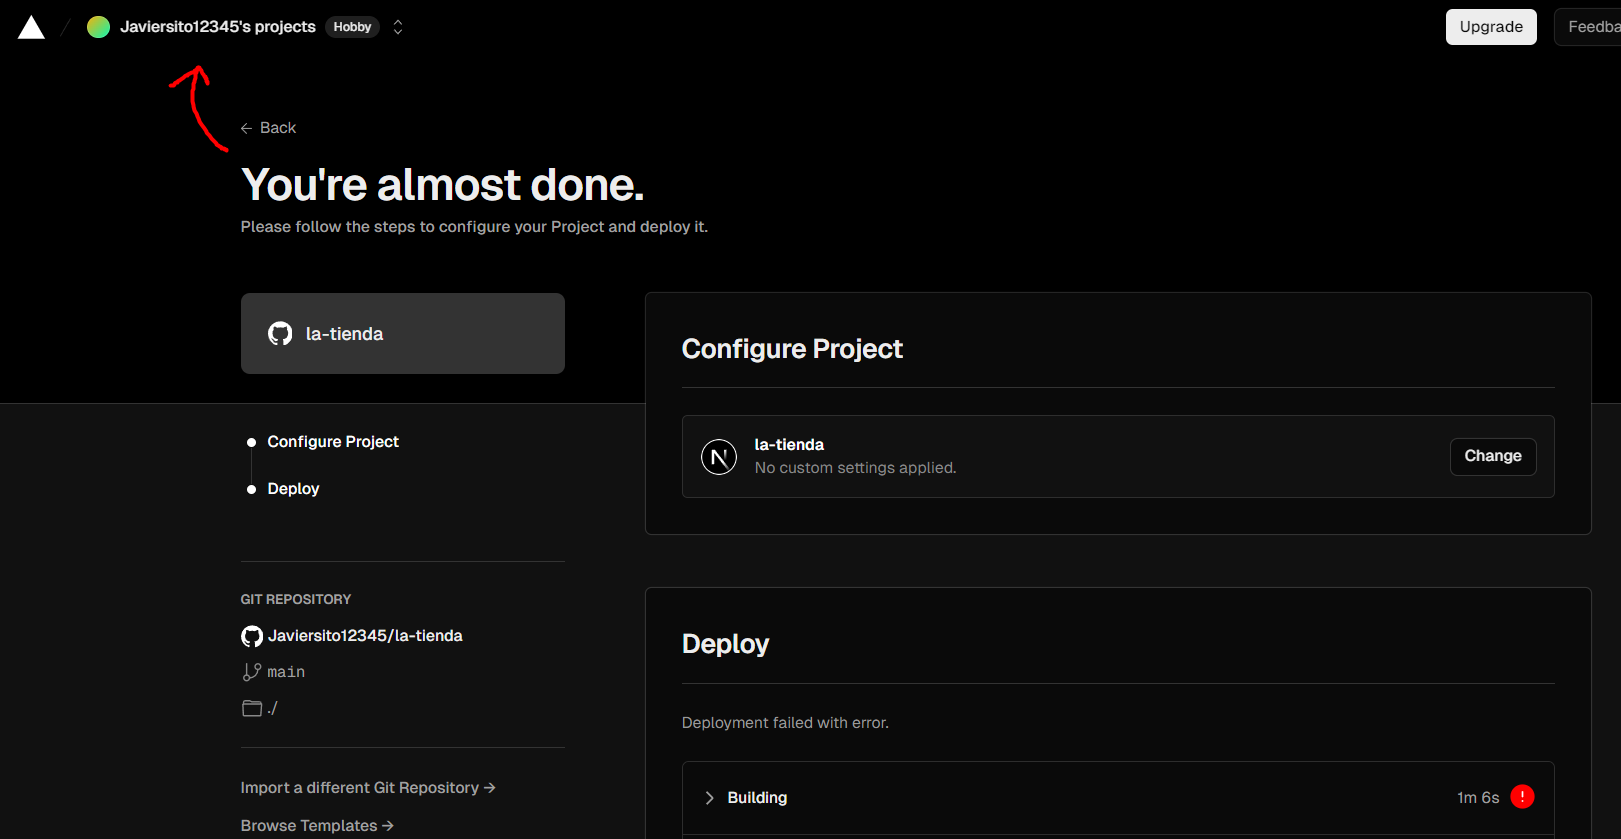 Javiersito12345's projects Hobby
Upgrade
Feedba
← Back
You're almost done.
Please follow the steps to configure your Project and deploy it.
la-tienda
Configure Project
Deploy
GIT REPOSITORY
Javiersito12345/la-tienda
main
./
Import a different Git Repository →
Browse Templates →
Configure Project
la-tienda
No custom settings applied.
Change
Deploy
Deployment failed with error.
Building
1m 6s